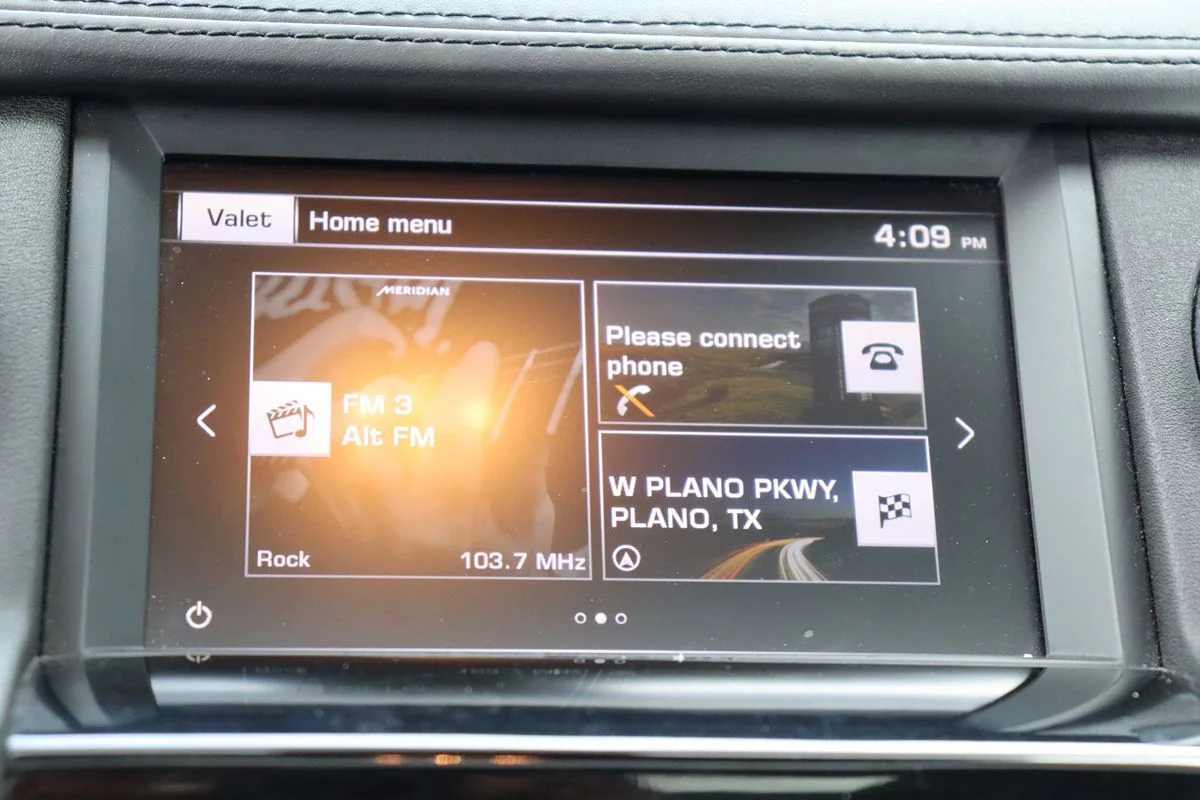 Valet
Home menu
4:09 PM
MERIDIAN
FM 3
Alt FM
Rock
103.7 MHz
Please connect
phone
W PLANO PKWY,
PLANO, TX